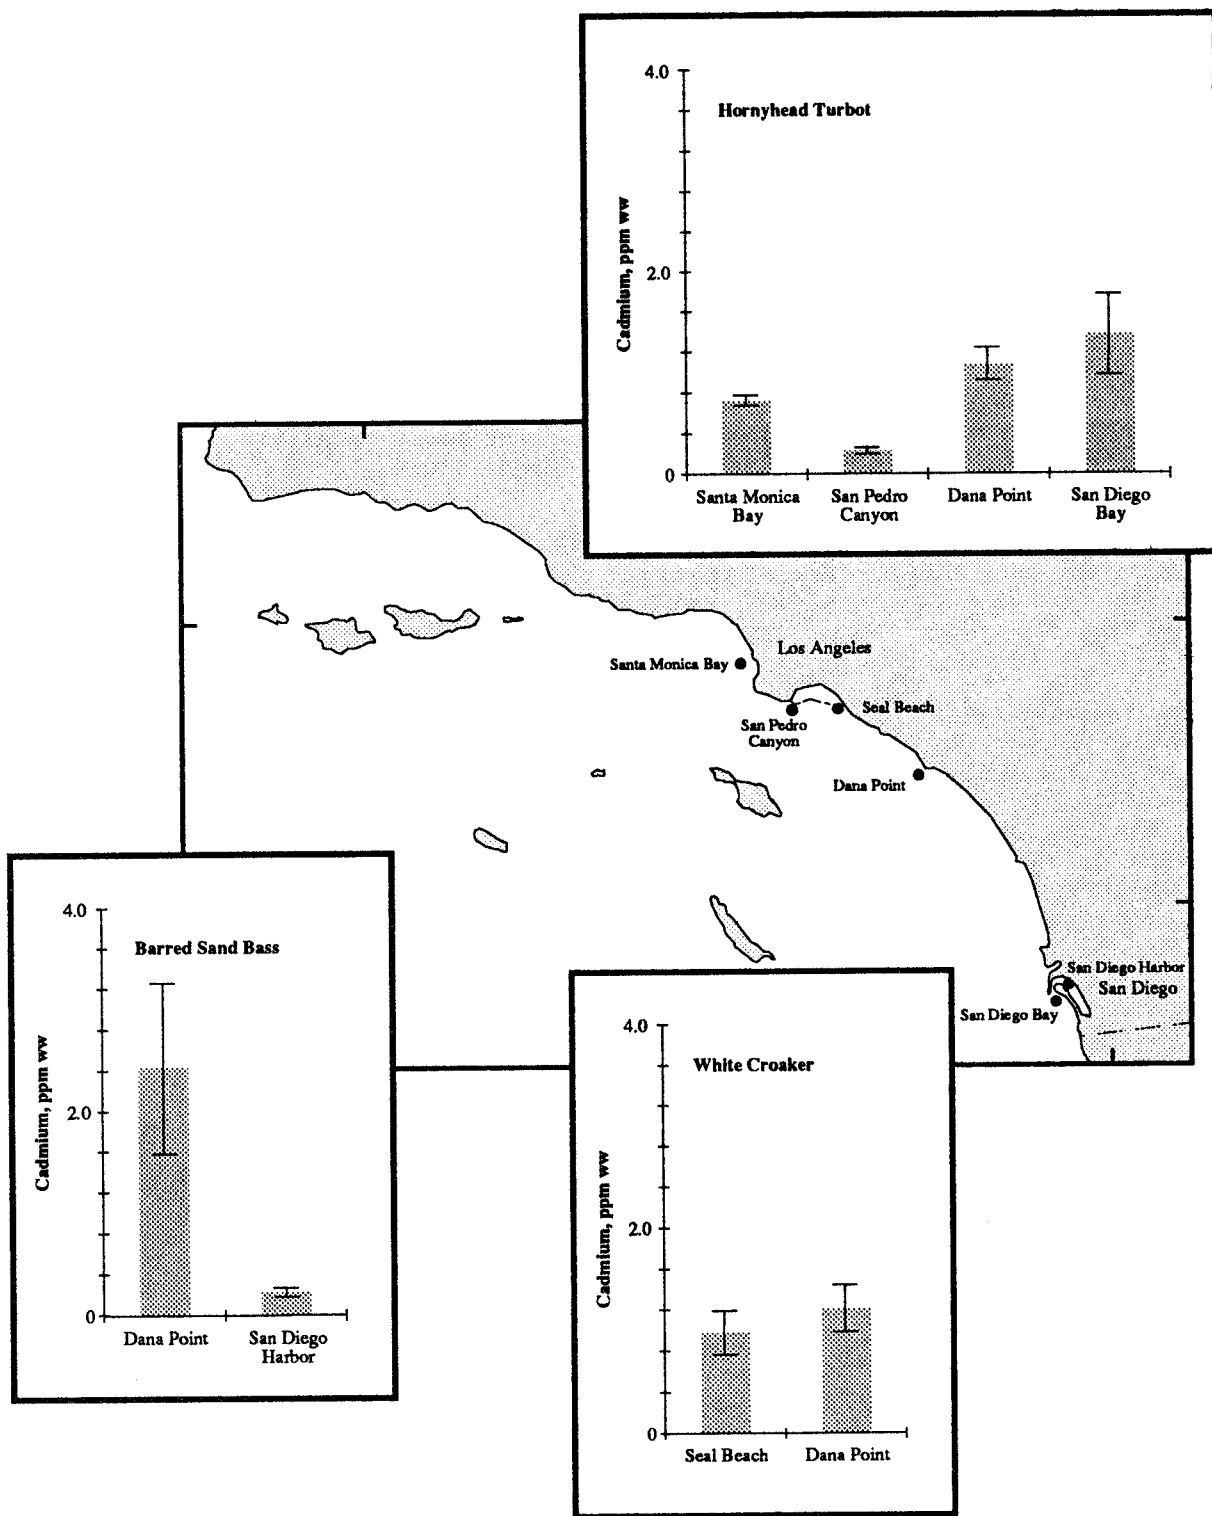 4.0
Hornyhead Turbot
Cadmium, ppm ww
2.0
0
Santa Monica
Bay
San Pedro
Canyon
Dana Point
San Diego
Bay
Los Angeles
Santa Monica Bay
Seal Beach
San Pedro
Canyon
Dana Point
San Diego Harbor
San Diego
San Diego Bay
4.0
Barred Sand Bass
Cadmium, ppm ww
2.0
0
Dana Point
San Diego
Harbor
4.0
White Croaker
Cadmium, ppm ww
2.0
0
Seal Beach
Dana Point